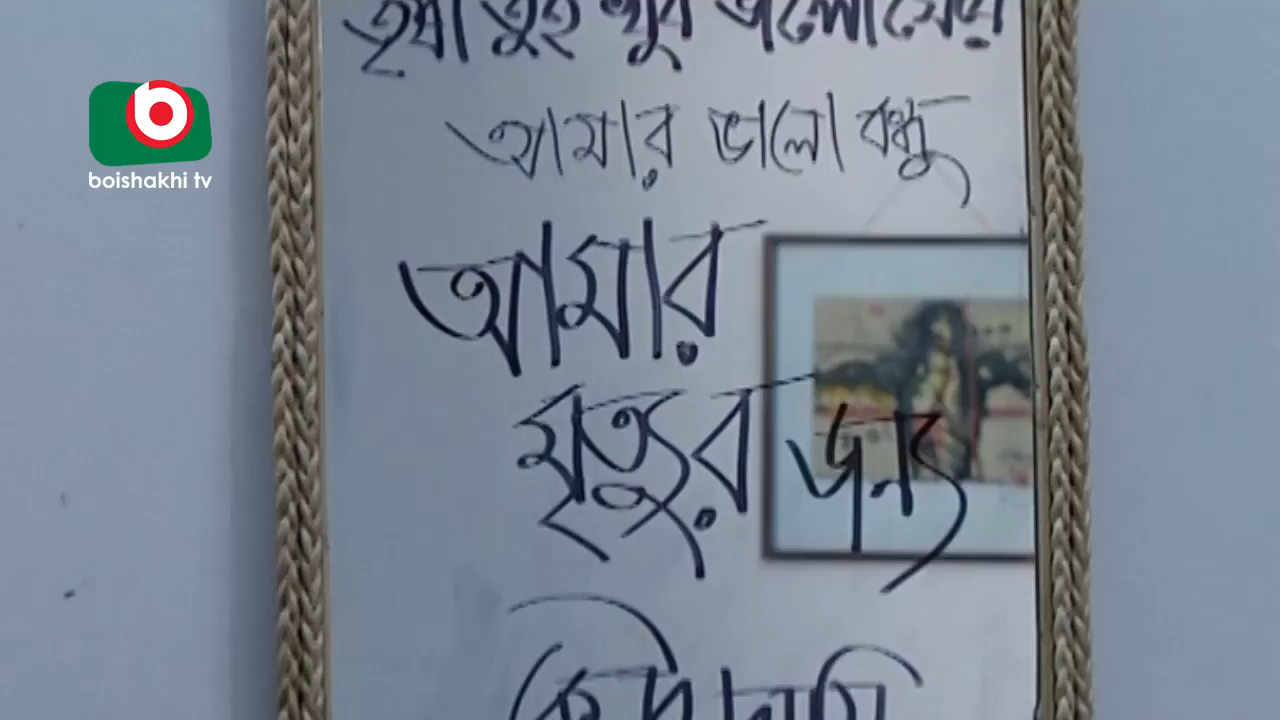 তৃষা তুই খুব ভালো মেয়ে
আমার ভালো বন্ধু
আমার
মৃত্যুর জন্য
কেউ দায়ি
boishakhi tv